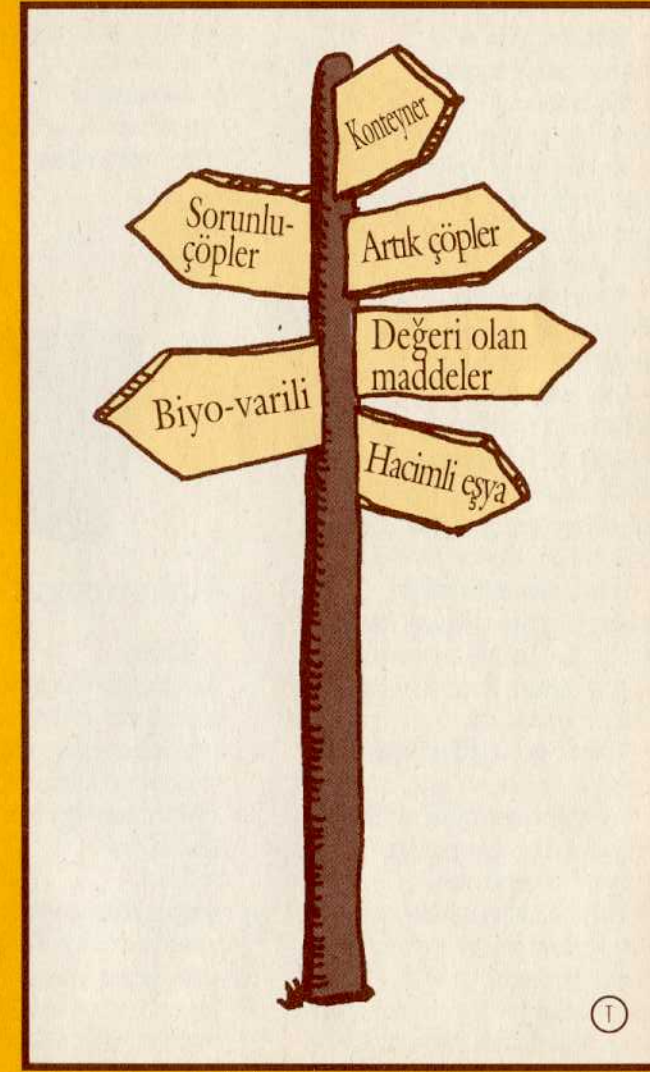 Konteyner
Sorunlu-
çöpler
Artık çöpler
Değeri olan
maddeler
Biyo-varili
Hacimli eşya
T